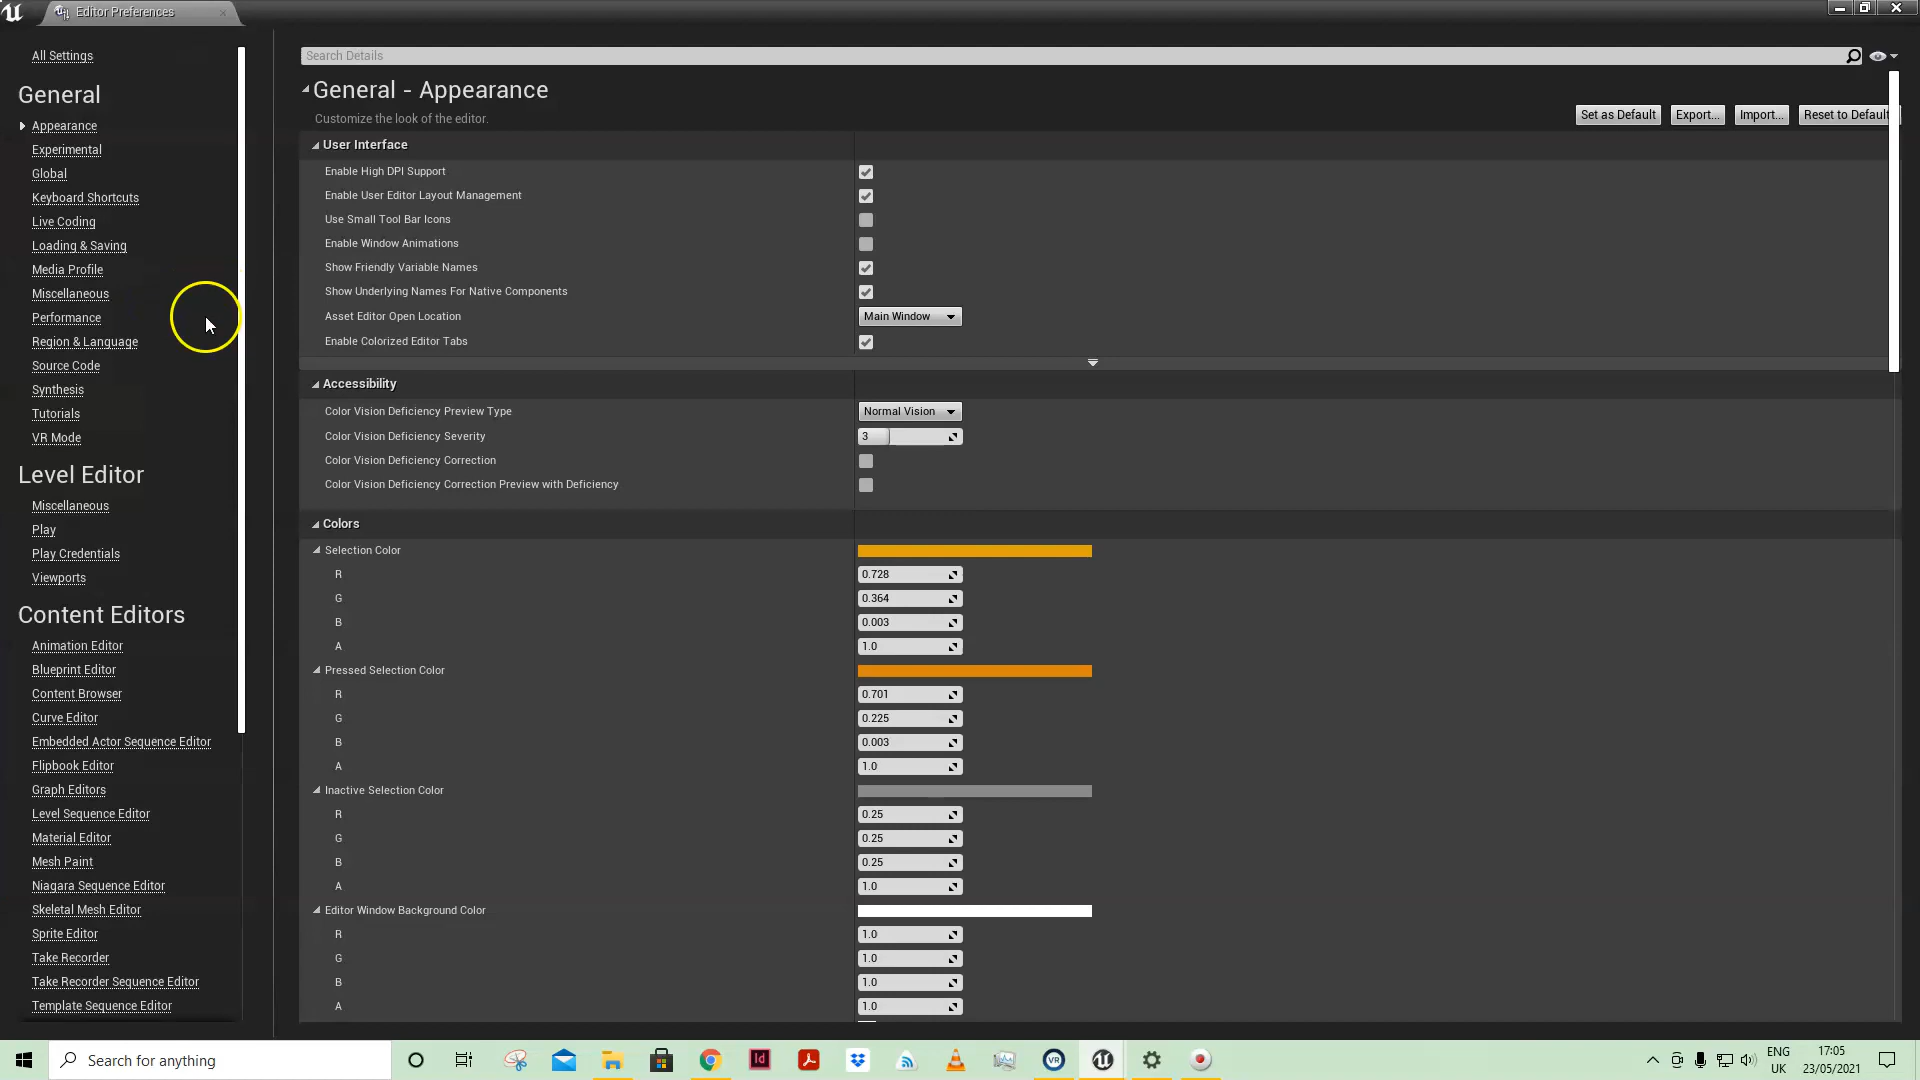 Editor Preferences
All Settings
General
Appearance
Experimental
Global
Keyboard Shortcuts
Live Coding
Loading & Saving
Media Profile
Miscellaneous
Performance
Region & Language
Source Code
Synthesis
Tutorials
VR Mode
Level Editor
Miscellaneous
Play
Play Credentials
Viewports
Content Editors
Animation Editor
Blueprint Editor
Content Browser
Curve Editor
Embedded Actor Sequence Editor
Flipbook Editor
Graph Editors
Level Sequence Editor
Material Editor
Mesh Paint
Niagara Sequence Editor
Skeletal Mesh Editor
Sprite Editor
Take Recorder
Take Recorder Sequence Editor
Template Sequence Editor
Search Details
General - Appearance
Customize the look of the editor.
Set as Default Export... Import... Reset to Default
User Interface
Enable High DPI Support
Enable User Editor Layout Management
Use Small Tool Bar Icons
Enable Window Animations
Show Friendly Variable Names
Show Underlying Names For Native Components
Asset Editor Open Location Main Window
Enable Colorized Editor Tabs
Accessibility
Color Vision Deficiency Preview Type Normal Vision
Color Vision Deficiency Severity 3
Color Vision Deficiency Correction
Color Vision Deficiency Correction Preview with Deficiency
Colors
Selection Color
R 0.728
G 0.364
B 0.003
A 1.0
Pressed Selection Color
R 0.701
G 0.225
B 0.003
A 1.0
Inactive Selection Color
R 0.25
G 0.25
B 0.25
A 1.0
Editor Window Background Color
R 1.0
G 1.0
B 1.0
A 1.0
Search for anything
Id
VR
ENG
UK
17:05
23/05/2021